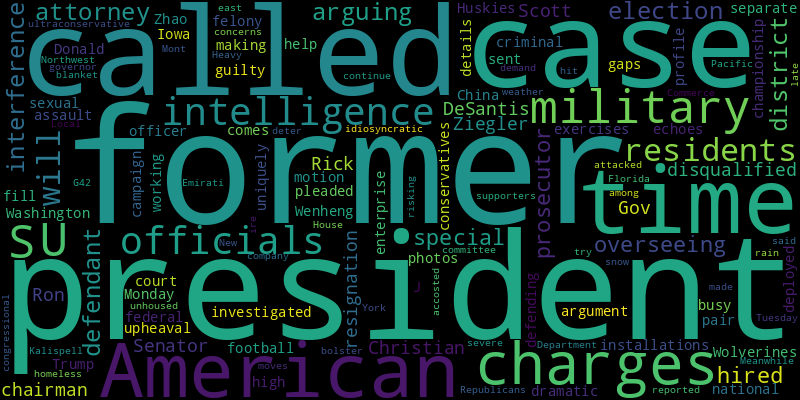 attorney
Zhao
felony
east
arguing
Huskies
Scott
election
separate
ultraconservative
Iowa
concerns
called
case
interference
Donald
Mont
making
help
details
criminal
profile
Northwest
governor
Heavy
guilty
continue
sent
gaps
Pacific
championship
district
late
blanket
sexual
intelligence
China
demand
hit
weather
military
Commerce
assault
Local
officer
comes
deter
idiosyncratic
DeSantis
Ziegler
exercises
echoes
will
former
conservatives
prosecutor
residents
campaign
working
uniquely
Rick
motion
attacked
disqualified
fill
G42
Emirati
pleaded
enterprise
risking
supporters
Florida
among
Gov
time
Washington
Wenheng
House
SU
defendant
officials
New
company
fire
resignation
special
committee
photos
try
overseeing
snow
said
rain
president
Ron
court
Monday
unhoused
federal
upheaval
investigated
J
York
accosted
defending
made
argument
busy
pair
Tuesday
deployed
congressional
Kalispell
homeless
Trump
Senator
football
bolster
Christian
severe
Department
installations
Wolverines
Meanwhile
chairman
American
high
moves
charges
Republicans
reported
dramatic
hired
national